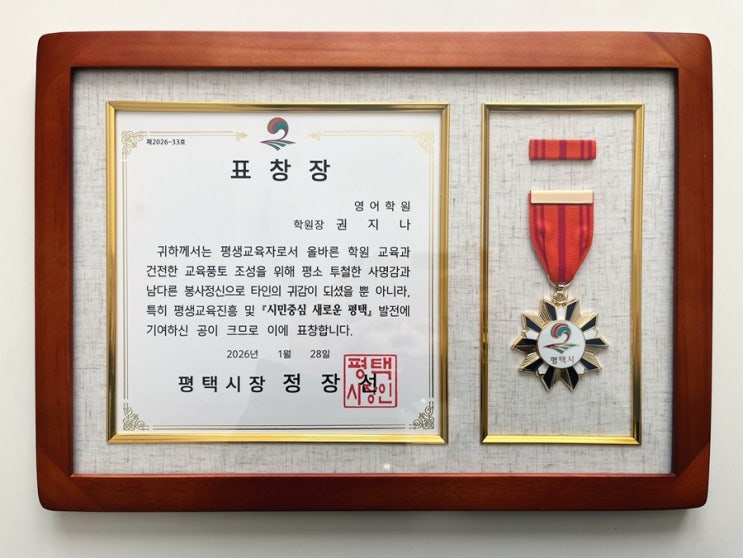 제2026-33호
표 창 장
영어학원
학원장 권 지 나
귀하께서는 평생교육자로서 올바른 학원 교육과
건전한 교육풍토 조성을 위해 평소 투철한 사명감과
남다른 봉사정신으로 타인의 귀감이 되셨을 뿐 아니라,
특히 평생교육진흥 및 『시민중심 새로운 평택』 발전에
기여하신 공이 크므로 이에 표창합니다.
2026년 1월 28일
평택시장 정 장 선
평택
시장인
평택시